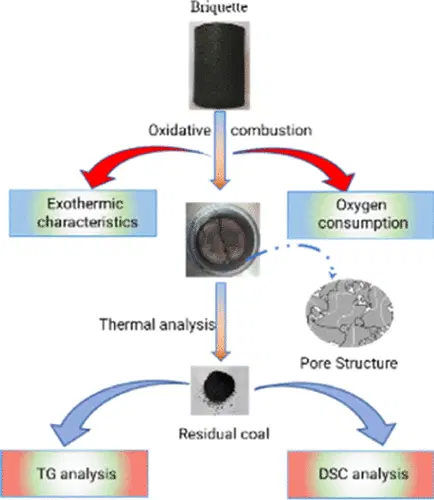 Briquette
Oxidative combustion
Exothermic
characteristics
Oxygen
consumption
Thermal analysis
Pore Structure
Residual coal
TG analysis
DSC analysis